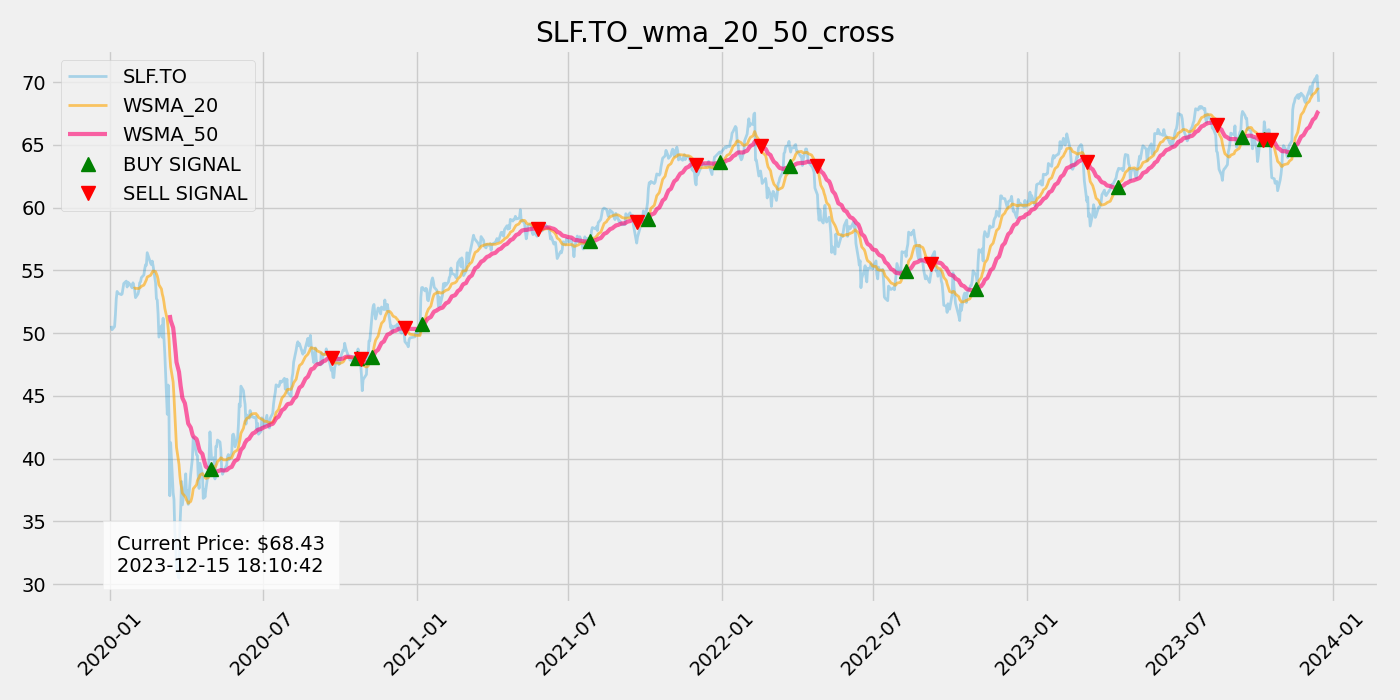 SLF.TO_wma_20_50_cross
SLF.TO
WSMA_20
WSMA_50
BUY SIGNAL
SELL SIGNAL
70
65
60
55
50
45
40
35
30
Current Price: $68.43
2023-12-15 18:10:42
2020-01
2020-07
2021-01
2021-07
2022-01
2022-07
2023-01
2023-07
2024-01